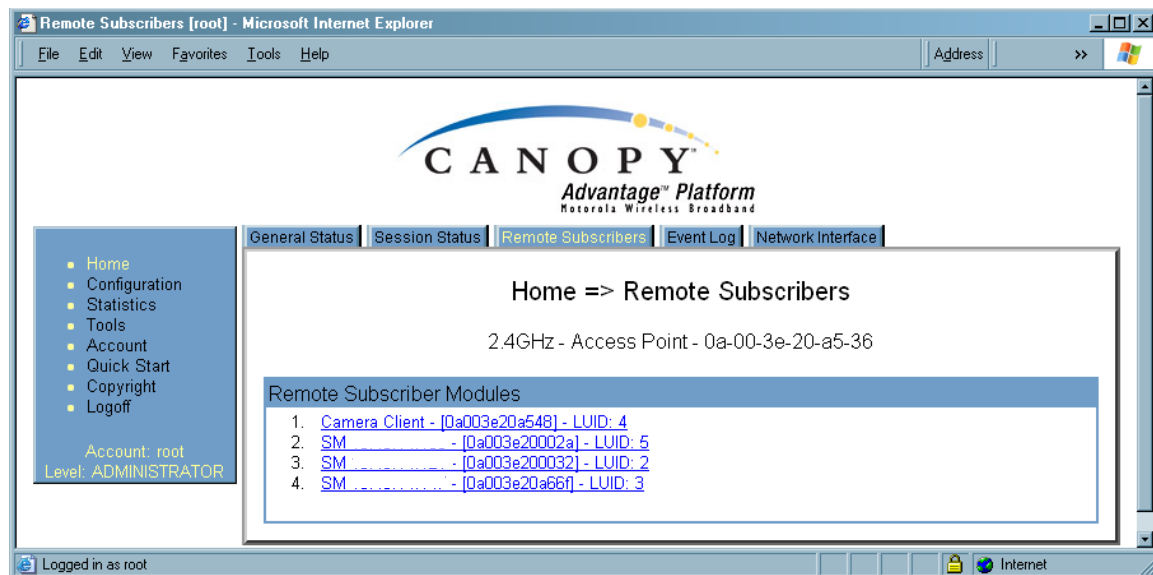 Remote Subscribers [root] - Microsoft Internet Explorer
File Edit View Favorites Tools Help Address »
CANOPY™
Advantage™ Platform
Motorola Wireless Broadband
General Status Session Status Remote Subscribers Event Log Network Interface
Home
Configuration
Statistics
Tools
Account
Quick Start
Copyright
Logoff
Account: root
Level: ADMINISTRATOR
Home => Remote Subscribers
2.4GHz - Access Point - 0a-00-3e-20-a5-36
Remote Subscriber Modules
1. Camera Client - [0a003e20a548] - LUID: 4
2. SM - [0a003e20002a] - LUID: 5
3. SM - [0a003e200032] - LUID: 2
4. SM - [0a003e20a66f] - LUID: 3
Logged in as root Internet